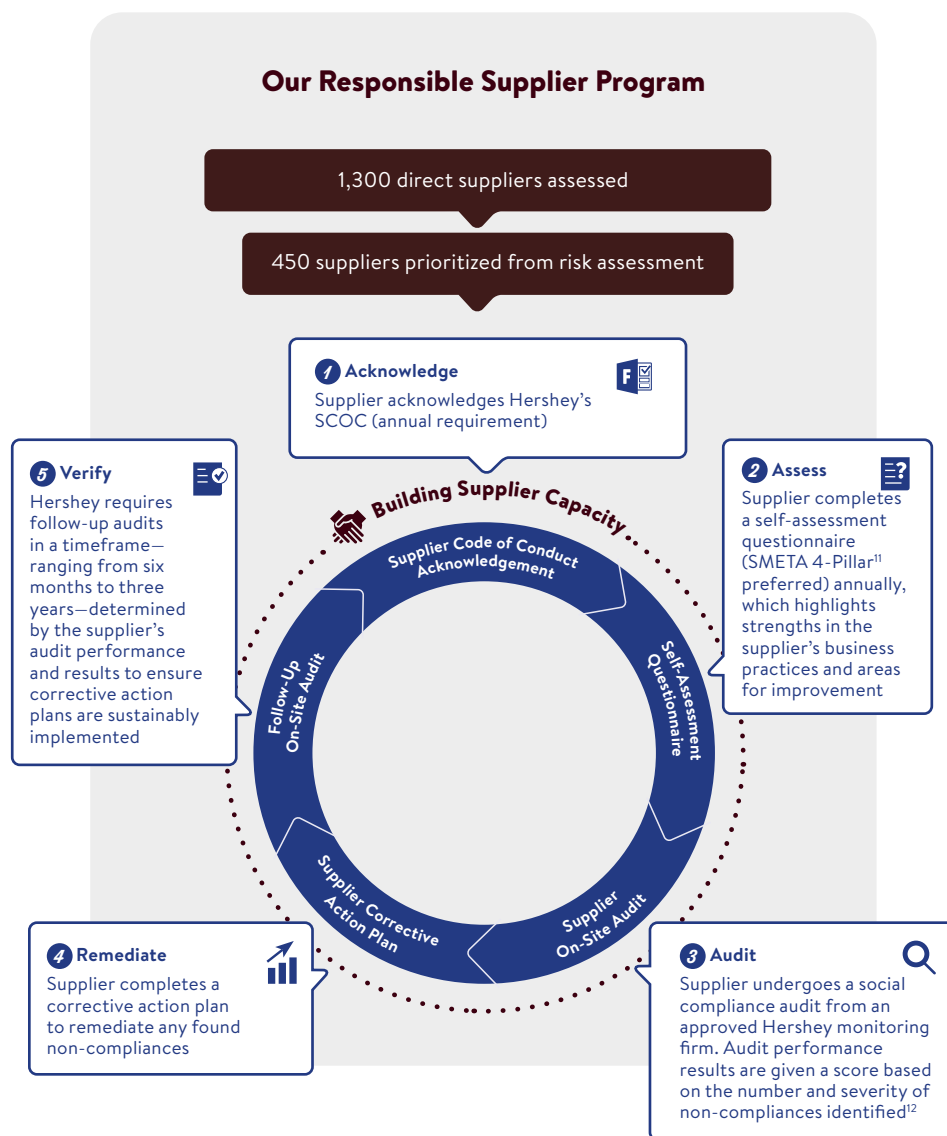 Our Responsible Supplier Program
1,300 direct suppliers assessed
450 suppliers prioritized from risk assessment
1 Acknowledge
F
Supplier acknowledges Hershey's
SCOC (annual requirement)
2 Assess
?
Supplier completes
a self-assessment
questionnaire
(SMETA 4-Pillar¹¹
preferred) annually,
which highlights
strengths in the
supplier's business
practices and areas
for improvement
5 Verify
Hershey requires
follow-up audits
in a timeframe—
ranging from six
months to three
years—determined
by the supplier's
audit performance
and results to ensure
corrective action
plans are sustainably
implemented
Building Supplier Capacity
Supplier Code of Conduct
Acknowledgement
Self-Assessment
Questionnaire
Supplier
On-Site Audit
Supplier Corrective
Action Plan
Follow-Up
On-Site Audit
4 Remediate
Supplier completes a
corrective action plan
to remediate any found
non-compliances
3 Audit
Supplier undergoes a social
compliance audit from an
approved Hershey monitoring
firm. Audit performance
results are given a score based
on the number and severity of
non-compliances identified¹²